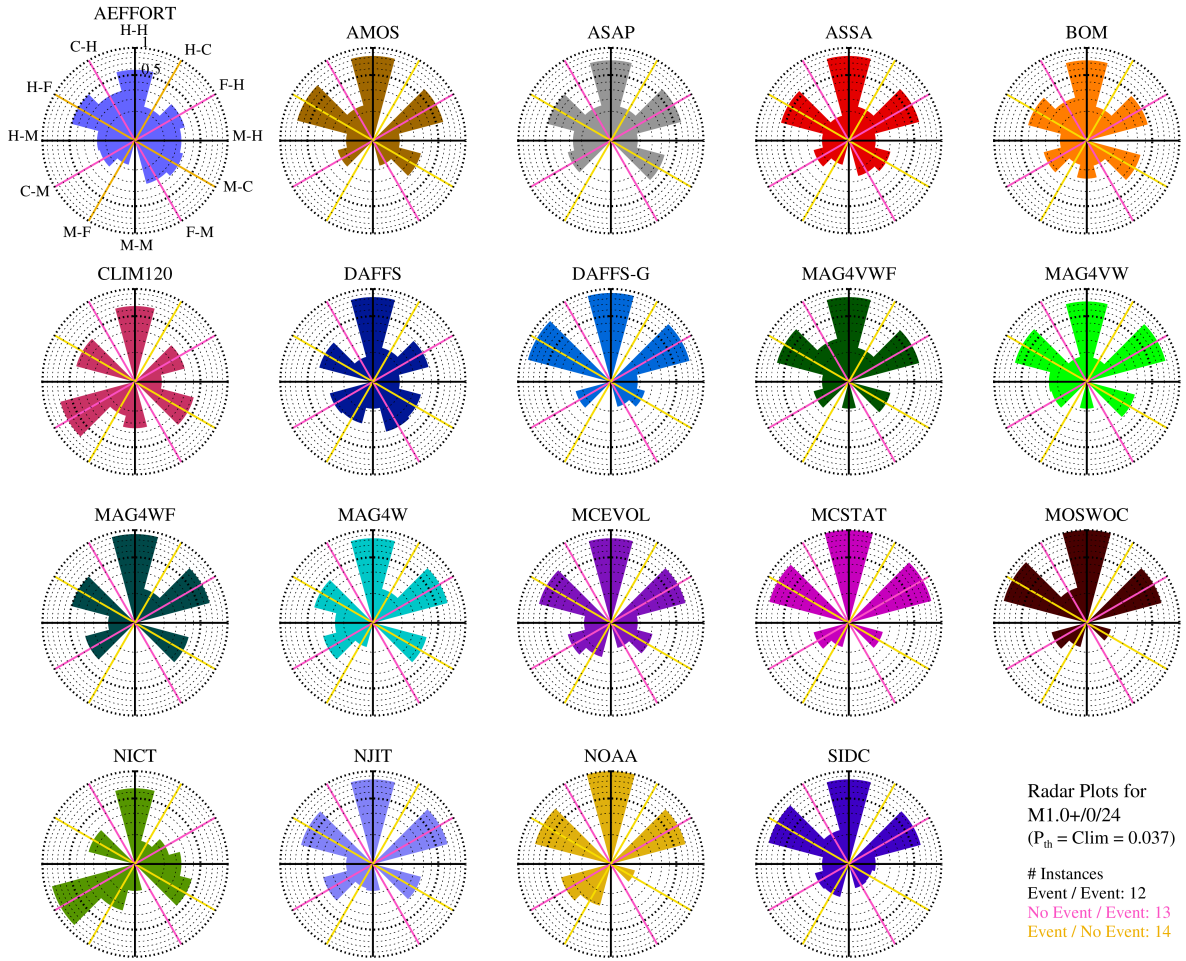 AEFFORT
H-H
1
C-H
H-C
0.5
H-F
F-H
H-M
M-H
C-M
M-C
M-F
F-M
M-M
AMOS
ASAP
ASSA
BOM
CLIM120
DAFFS
DAFFS-G
MAG4VWF
MAG4VW
MAG4WF
MAG4W
MCEVOL
MCSTAT
MOSWOC
NICT
NJIT
NOAA
SIDC
Radar Plots for
M1.0+/0/24
(Pth = Clim = 0.037)
# Instances
Event / Event: 12
No Event / Event: 13
Event / No Event: 14